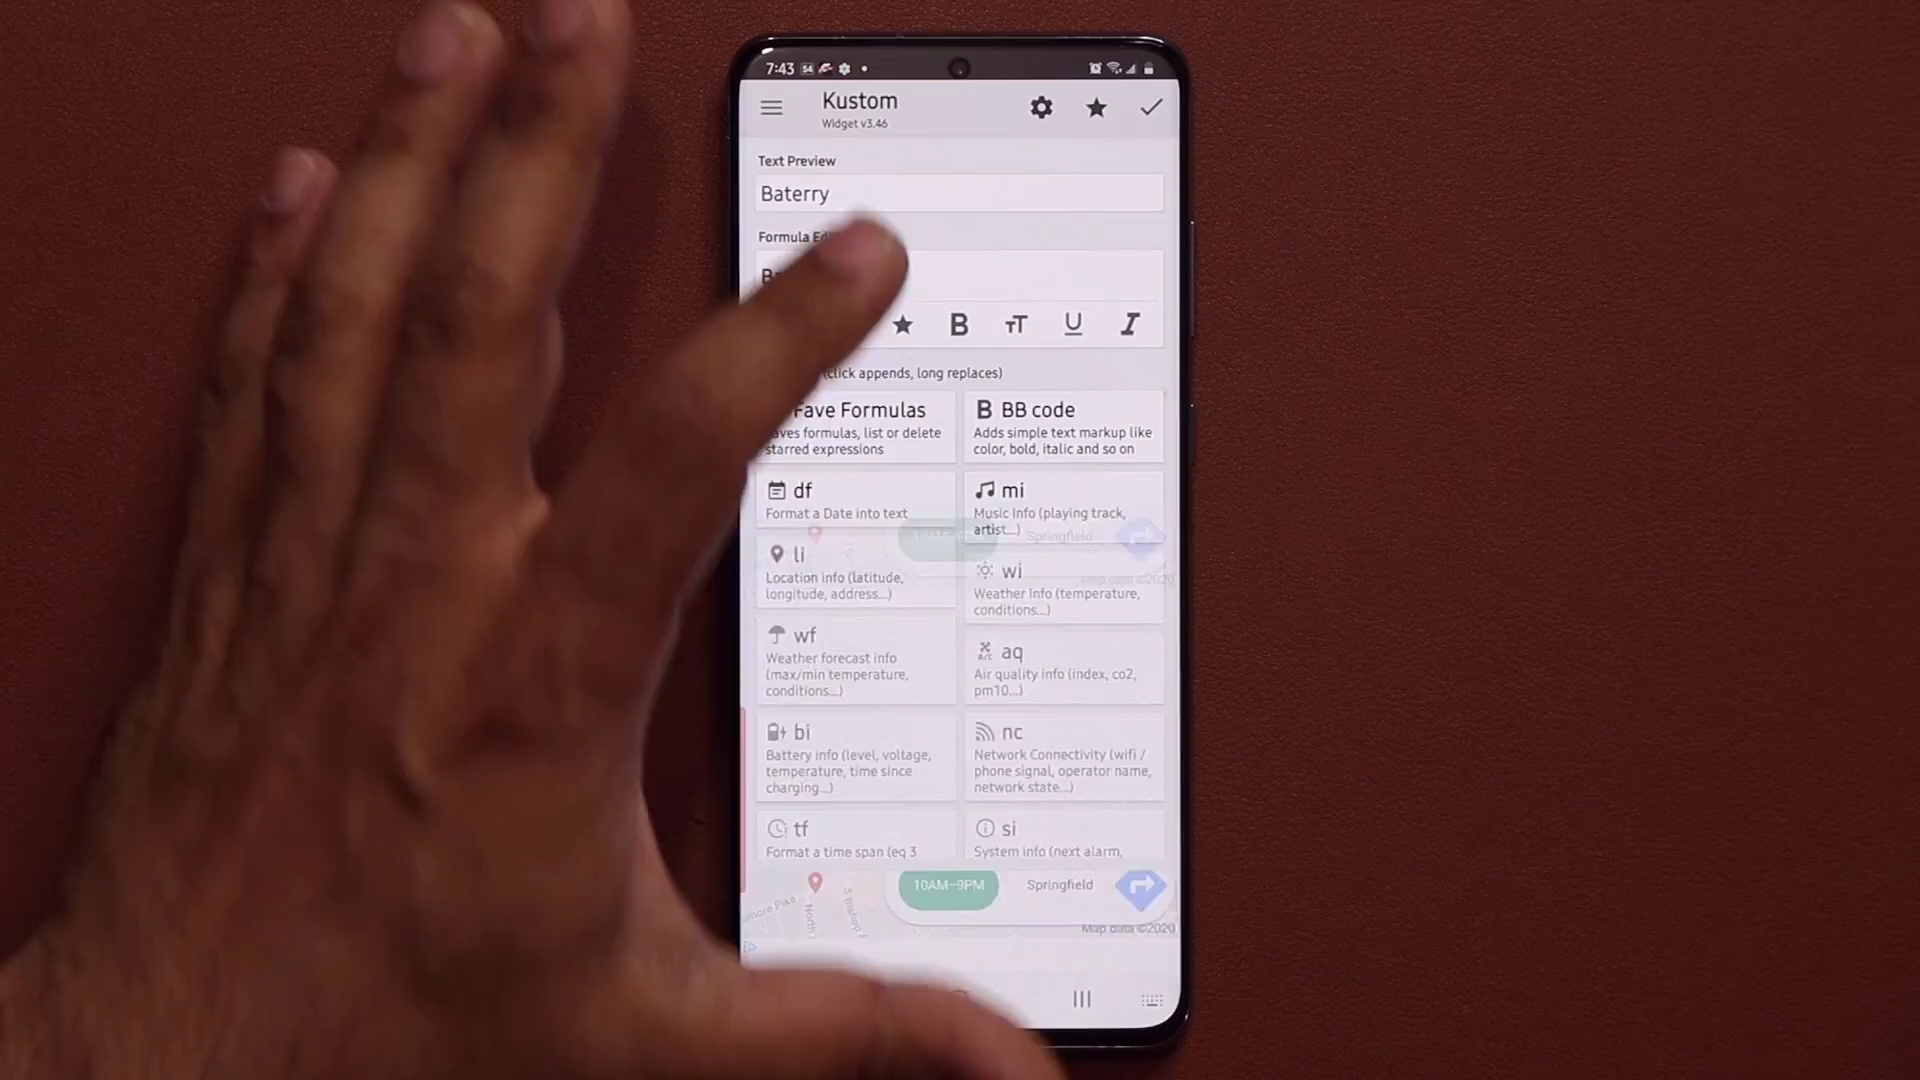 7:43
Kustom
Widget v3.46
Text Preview
Baterry
Formula
(click appends, long replaces)
Fave Formulas
starred expressions
formulas, list or delete
B BB code
Adds simple text markup like
color, bold, italic and so on
df
Format a Date into text
mi
Music Info (playing track,
artist...)
li
Location info (latitude,
longitude, address...)
wi
Weather Info (temperature,
conditions...)
wf
Weather forecast info
(max/min temperature,
conditions...)
aq
Air quality info (index, co2,
pm10...)
bi
Battery info (level, voltage,
temperature, time since
charging...)
nc
Network Connectivity (wifi /
phone signal, operator name,
network state...)
tf
Format a time span (eg 3
si
System info (next alarm,
Springfield
10AM–9PM
Springfield
Map data ©2020